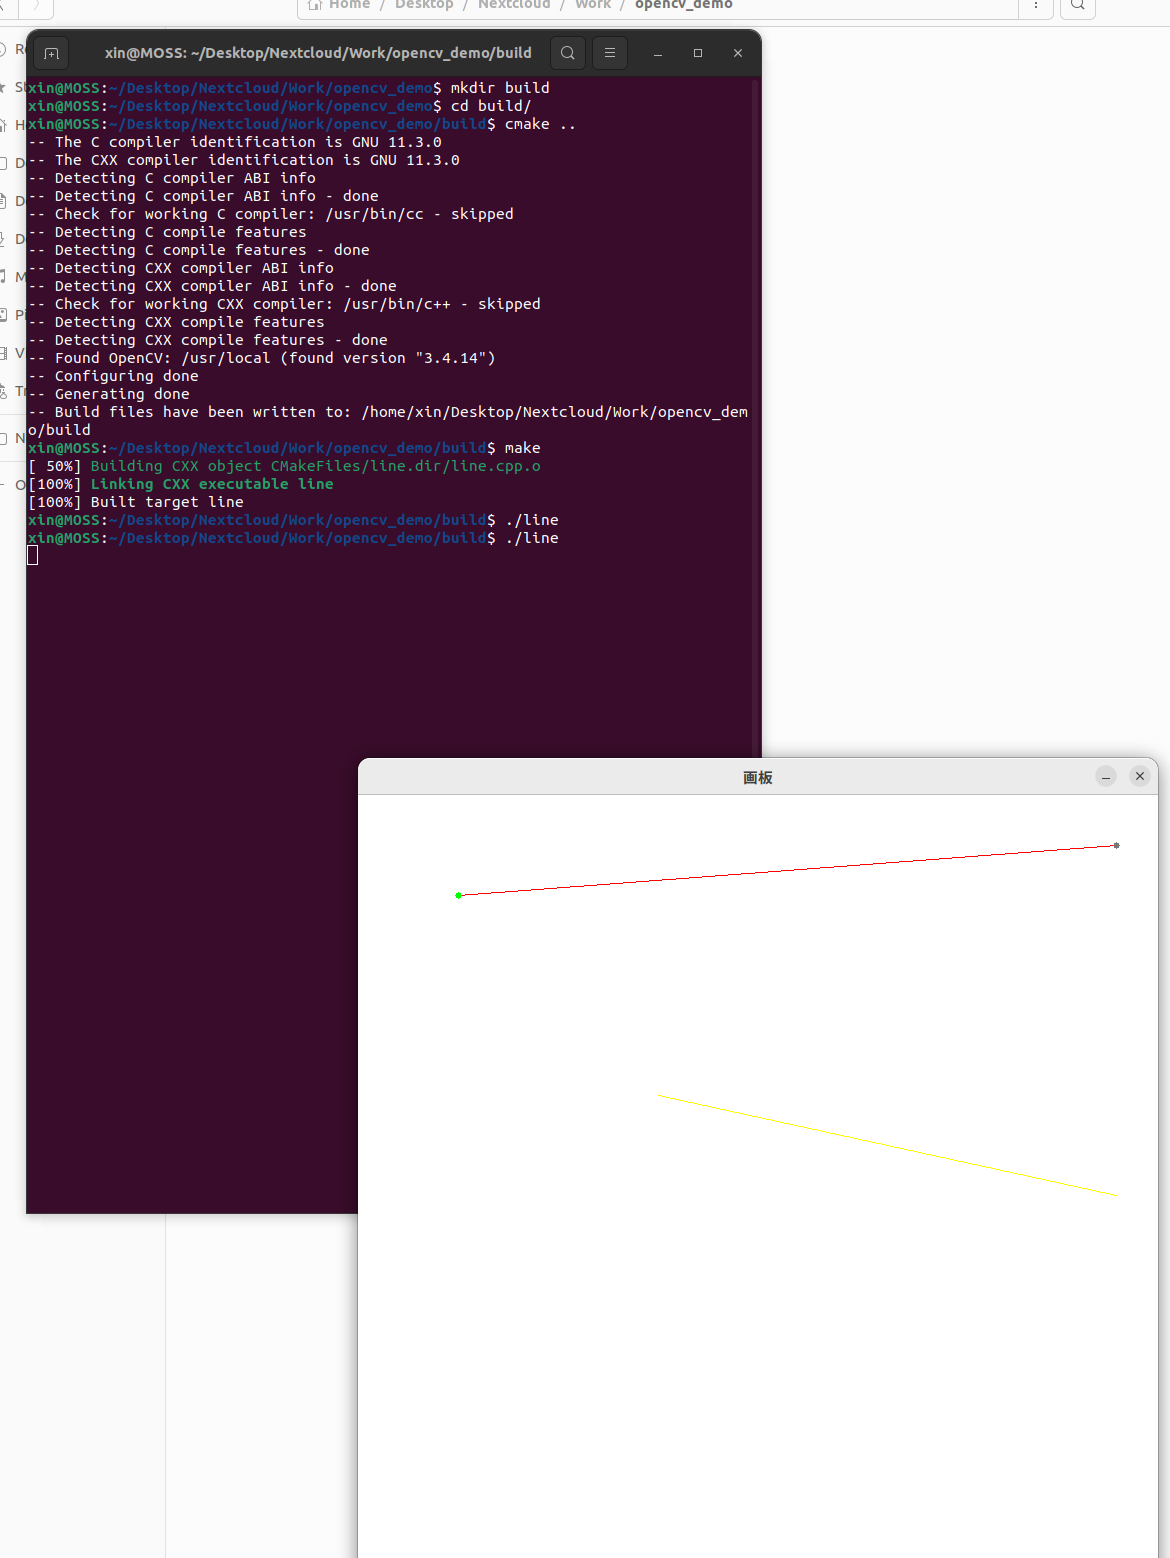 Home / Desktop / Nextcloud / Work / opencv_demo
xin@MOSS: ~/Desktop/Nextcloud/Work/opencv_demo/build
xin@MOSS:~/Desktop/Nextcloud/Work/opencv_demo$ mkdir build
xin@MOSS:~/Desktop/Nextcloud/Work/opencv_demo$ cd build/
xin@MOSS:~/Desktop/Nextcloud/Work/opencv_demo/build$ cmake ..
-- The C compiler identification is GNU 11.3.0
-- The CXX compiler identification is GNU 11.3.0
-- Detecting C compiler ABI info
-- Detecting C compiler ABI info - done
-- Check for working C compiler: /usr/bin/cc - skipped
-- Detecting C compile features
-- Detecting C compile features - done
-- Detecting CXX compiler ABI info
-- Detecting CXX compiler ABI info - done
-- Check for working CXX compiler: /usr/bin/c++ - skipped
-- Detecting CXX compile features
-- Detecting CXX compile features - done
-- Found OpenCV: /usr/local (found version "3.4.14")
-- Configuring done
-- Generating done
-- Build files have been written to: /home/xin/Desktop/Nextcloud/Work/opencv_dem
o/build
xin@MOSS:~/Desktop/Nextcloud/Work/opencv_demo/build$ make
[ 50%] Building CXX object CMakeFiles/line.dir/line.cpp.o
[100%] Linking CXX executable line
[100%] Built target line
xin@MOSS:~/Desktop/Nextcloud/Work/opencv_demo/build$ ./line
xin@MOSS:~/Desktop/Nextcloud/Work/opencv_demo/build$ ./line
画板